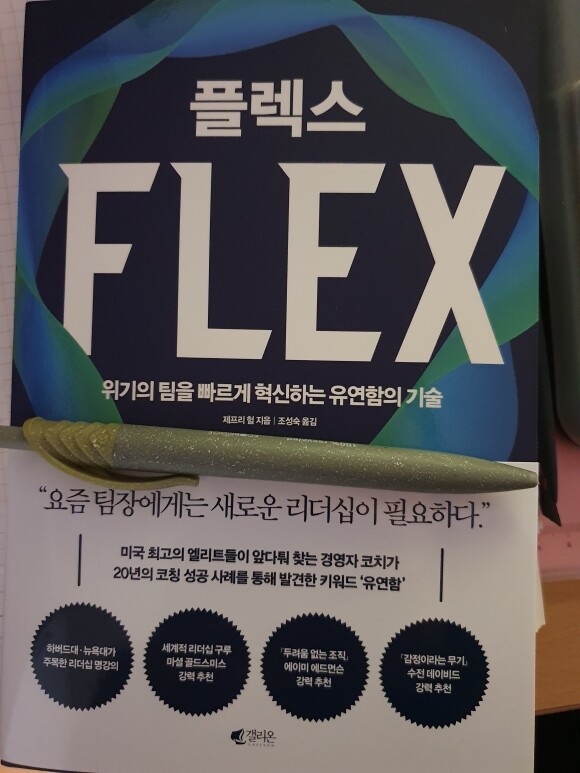 플렉스
FLEX
위기의 팀을 빠르게 혁신하는 유연함의 기술
제프리 헐 지음 | 조성숙 옮김
“요즘 팀장에게는 새로운 리더십이 필요하다.”
미국 최고의 엘리트들이 앞다퉈 찾는 경영자 코치가
20년의 코칭 성공 사례를 통해 발견한 키워드 ‘유연함’
하버드대·뉴욕대가
주목한 리더십 명강의
세계적 리더십 구루
마셜 골드스미스
강력 추천
『두려움 없는 조직』
에이미 에드먼슨
강력 추천
『감정이라는 무기』
수전 데이비드
강력 추천
갤리온